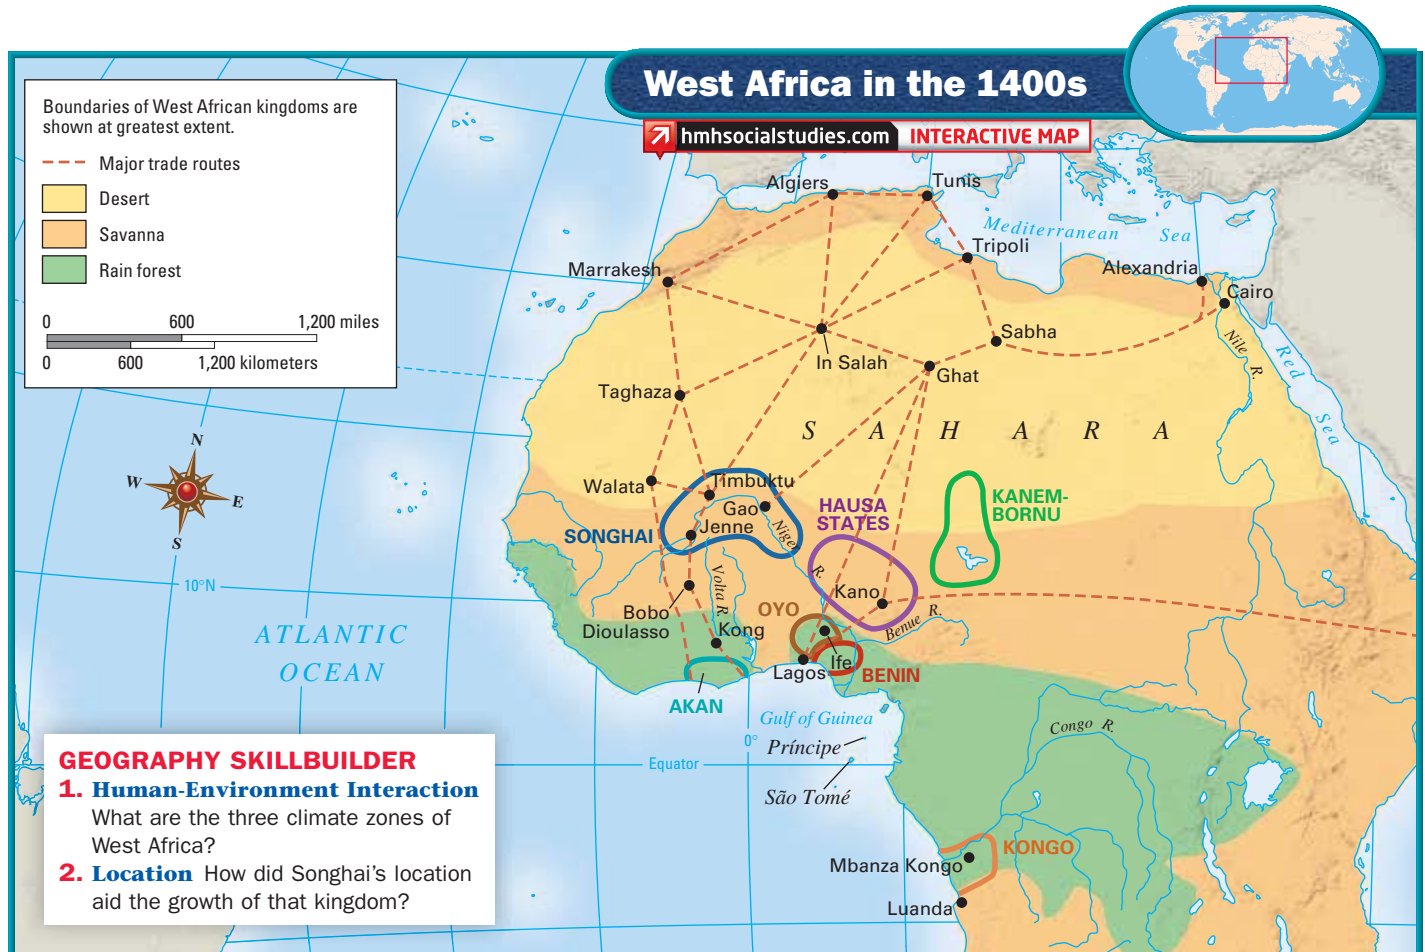 West Africa in the 1400s
hmhsocialstudies.com INTERACTIVE MAP
Boundaries of West African kingdoms are
shown at greatest extent.
Major trade routes
Desert
Savanna
Rain forest
0 600 1,200 miles
0 600 1,200 kilometers
N
W
E
S
Algiers
Tunis
Mediterranean Sea
Tripoli
Marrakesh
Alexandria
Cairo
Sabha
Nile R.
Red Sea
In Salah
Ghat
Taghaza
SAHARA
Walata
Timbuktu
Gao
HAUSA
STATES
KANEM-
BORNU
SONGHAI
Jenne
Niger R.
10°N
Volta R.
Kano
Bobo
Dioulasso
OYO
Benue R.
Kong
ATLANTIC
OCEAN
Ife
Lagos
BENIN
AKAN
Gulf of Guinea
Congo R.
0°
Príncipe
Equator
São Tomé
KONGO
Mbanza Kongo
Luanda
GEOGRAPHY SKILLBUILDER
1. Human-Environment Interaction
What are the three climate zones of
West Africa?
2. Location How did Songhai's location
aid the growth of that kingdom?